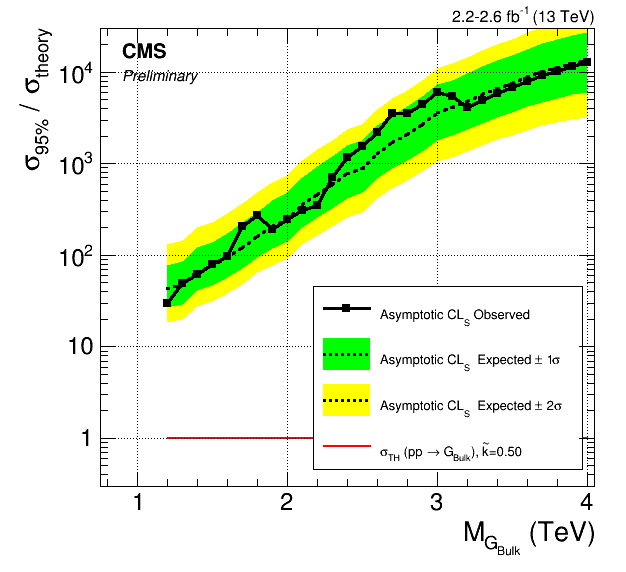 2.2-2.6 fb⁻¹ (13 TeV)
CMS
Preliminary
σ95% / σtheory
10⁴
10³
10²
10
1
Asymptotic CLS Observed
Asymptotic CLS Expected ± 1σ
Asymptotic CLS Expected ± 2σ
σTH (pp → GBulk), k̃=0.50
1 2 3 4
MGBulk (TeV)